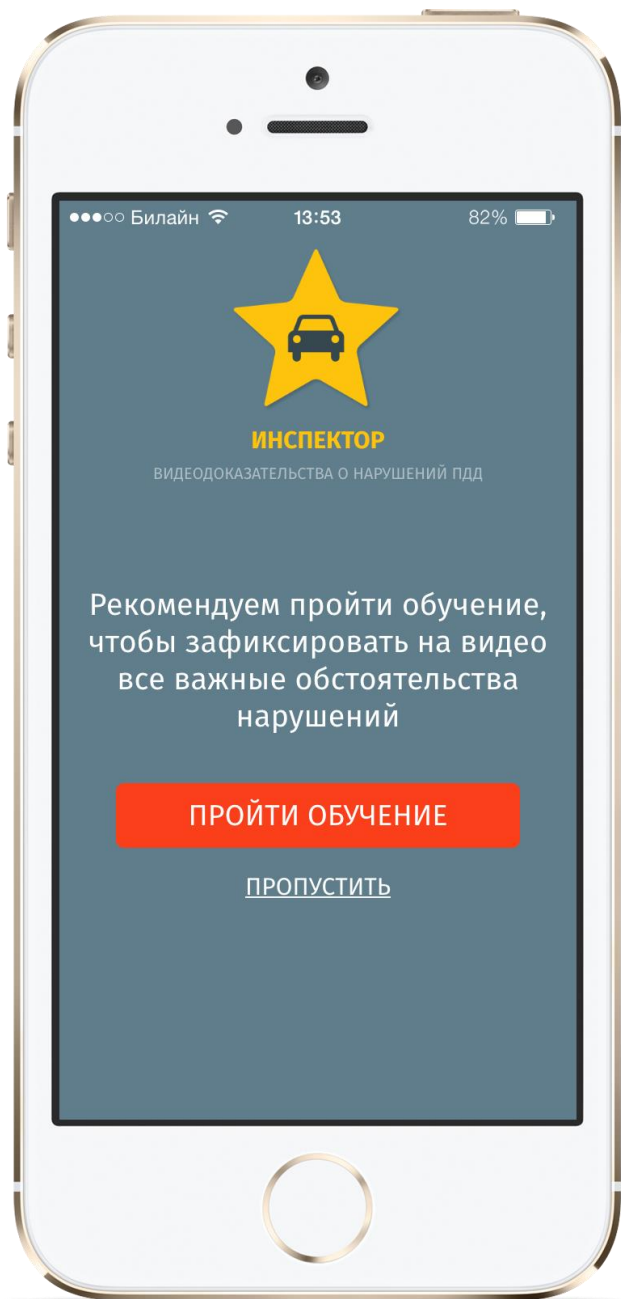 Билайн 13:53 82%
ИНСПЕКТОР
ВИДЕОДОКАЗАТЕЛЬСТВА О НАРУШЕНИЙ ПДД
Рекомендуем пройти обучение,
чтобы зафиксировать на видео
все важные обстоятельства
нарушений
ПРОЙТИ ОБУЧЕНИЕ
ПРОПУСТИТЬ